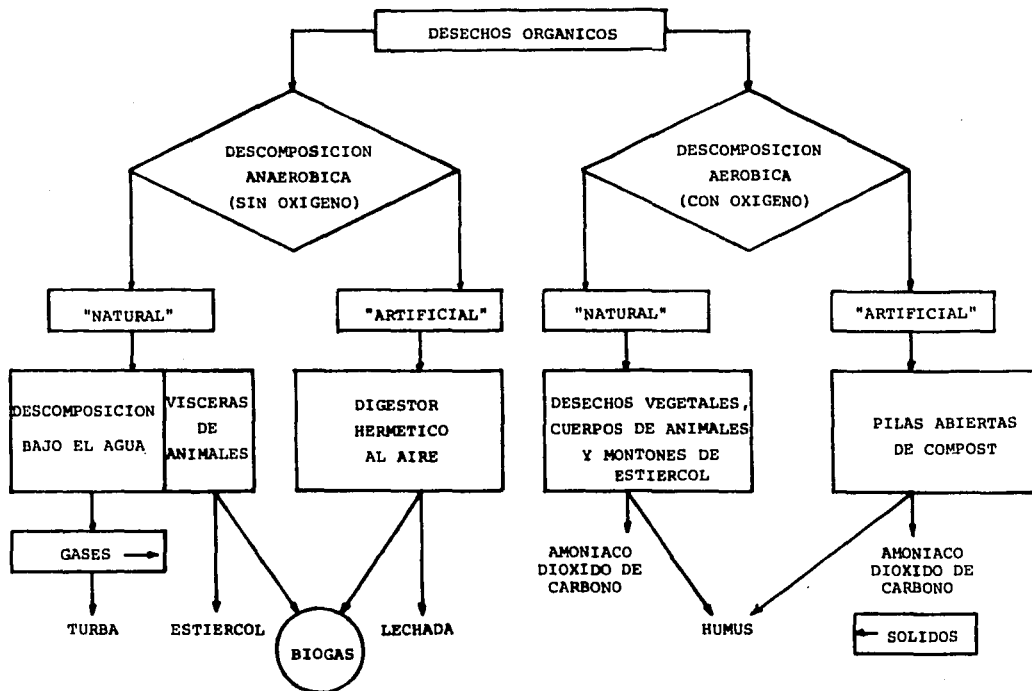 DESECHOS ORGANICOS
DESCOMPOSICION
ANAEROBICA
(SIN OXIGENO)
DESCOMPOSICION
AEROBICA
(CON OXIGENO)
"NATURAL"
"ARTIFICIAL"
"NATURAL"
"ARTIFICIAL"
DESCOMPOSICION
BAJO EL AGUA
VISCERAS
DE
ANIMALES
DIGESTOR
HERMETICO
AL AIRE
DESECHOS VEGETALES,
CUERPOS DE ANIMALES
Y MONTONES DE
ESTIERCOL
PILAS ABIERTAS
DE COMPOST
GASES
AMONIACO
DIOXIDO DE
CARBONO
AMONIACO
DIOXIDO DE
CARBONO
TURBA
ESTIERCOL
BIOGAS
LECHADA
HUMUS
SOLIDOS